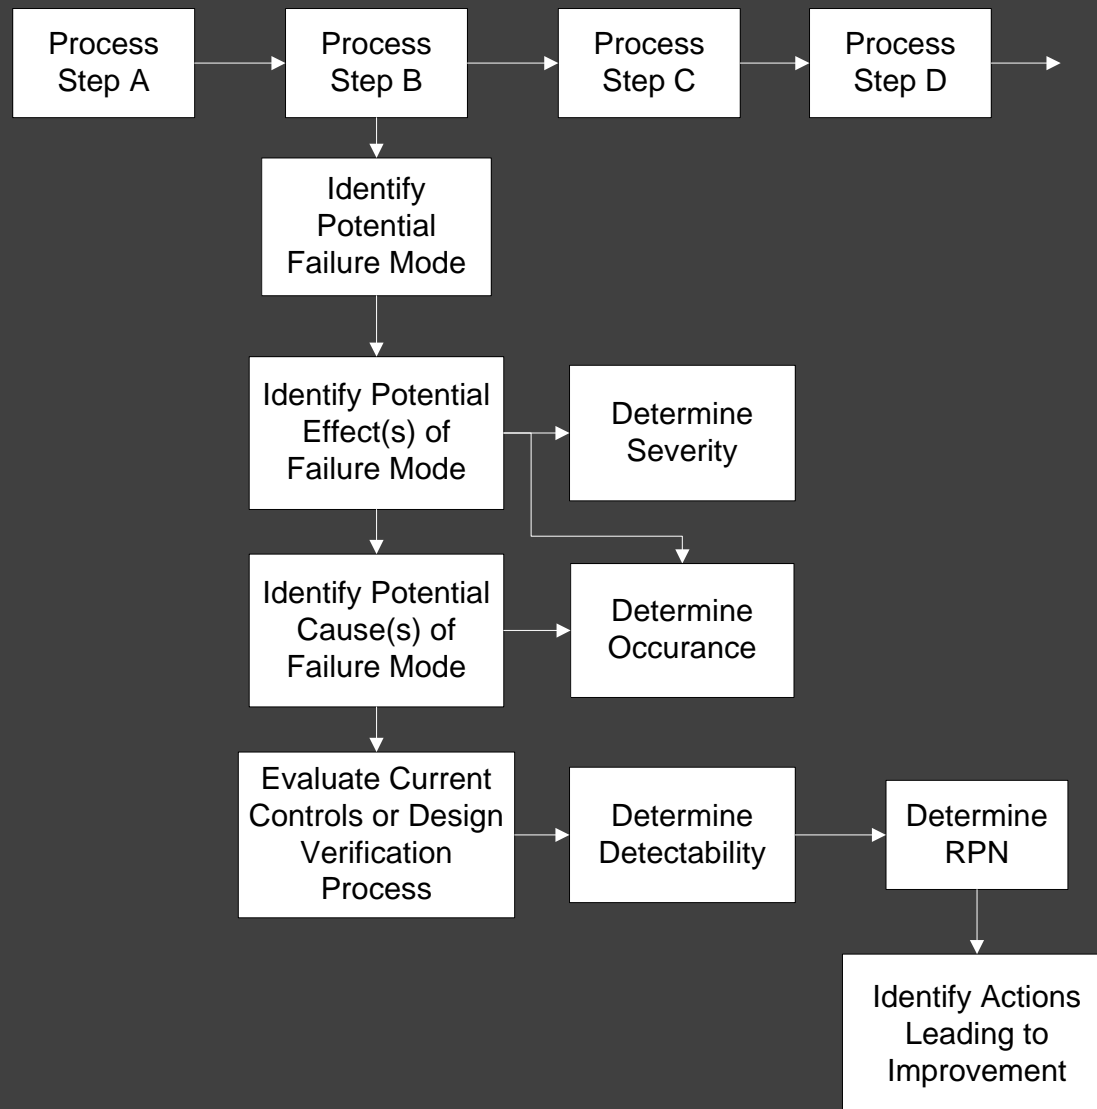 Process
Step A
Process
Step B
Process
Step C
Process
Step D
Identify
Potential
Failure Mode
Identify Potential
Effect(s) of
Failure Mode
Determine
Severity
Identify Potential
Cause(s) of
Failure Mode
Determine
Occurance
Evaluate Current
Controls or Design
Verification
Process
Determine
Detectability
Determine
RPN
Identify Actions
Leading to
Improvement